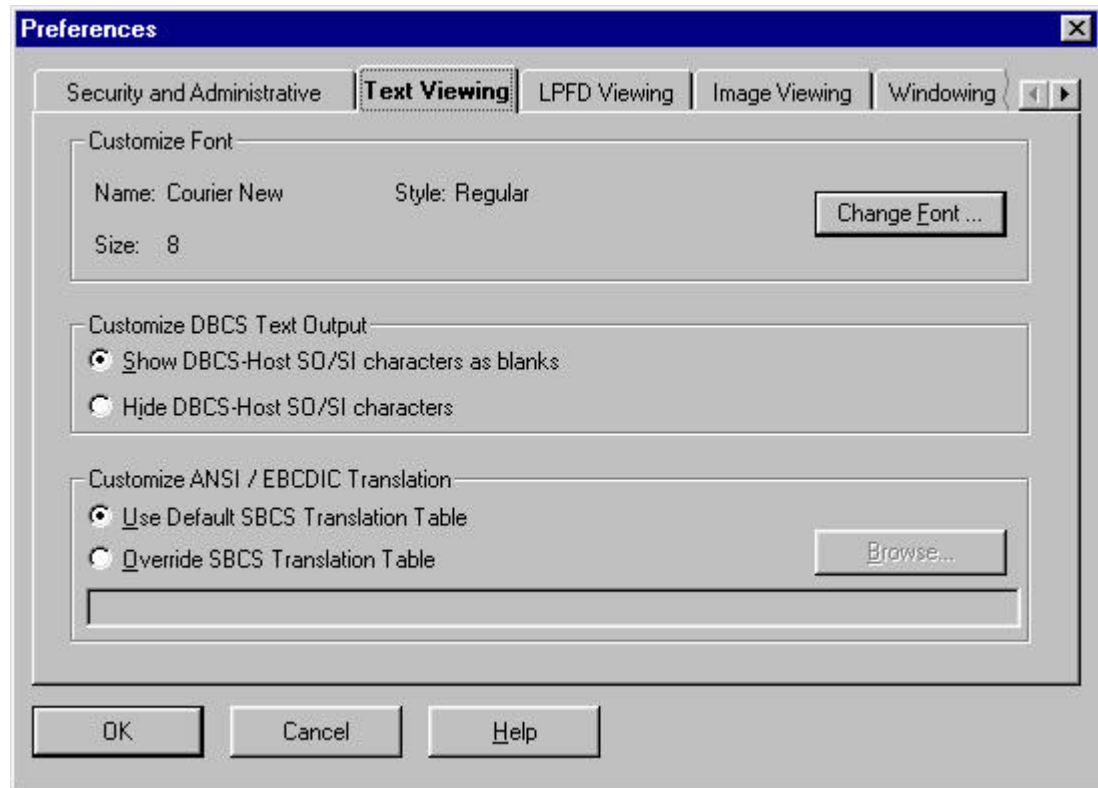 Preferences
Security and Administrative Text Viewing LPFD Viewing Image Viewing Windowing
Customize Font
Name: Courier New Style: Regular
Change Font ...
Size: 8
Customize DBCS Text Output
Show DBCS-Host SO/SI characters as blanks
Hide DBCS-Host SO/SI characters
Customize ANSI / EBCDIC Translation
Use Default SBCS Translation Table
Override SBCS Translation Table
Browse...
OK Cancel Help